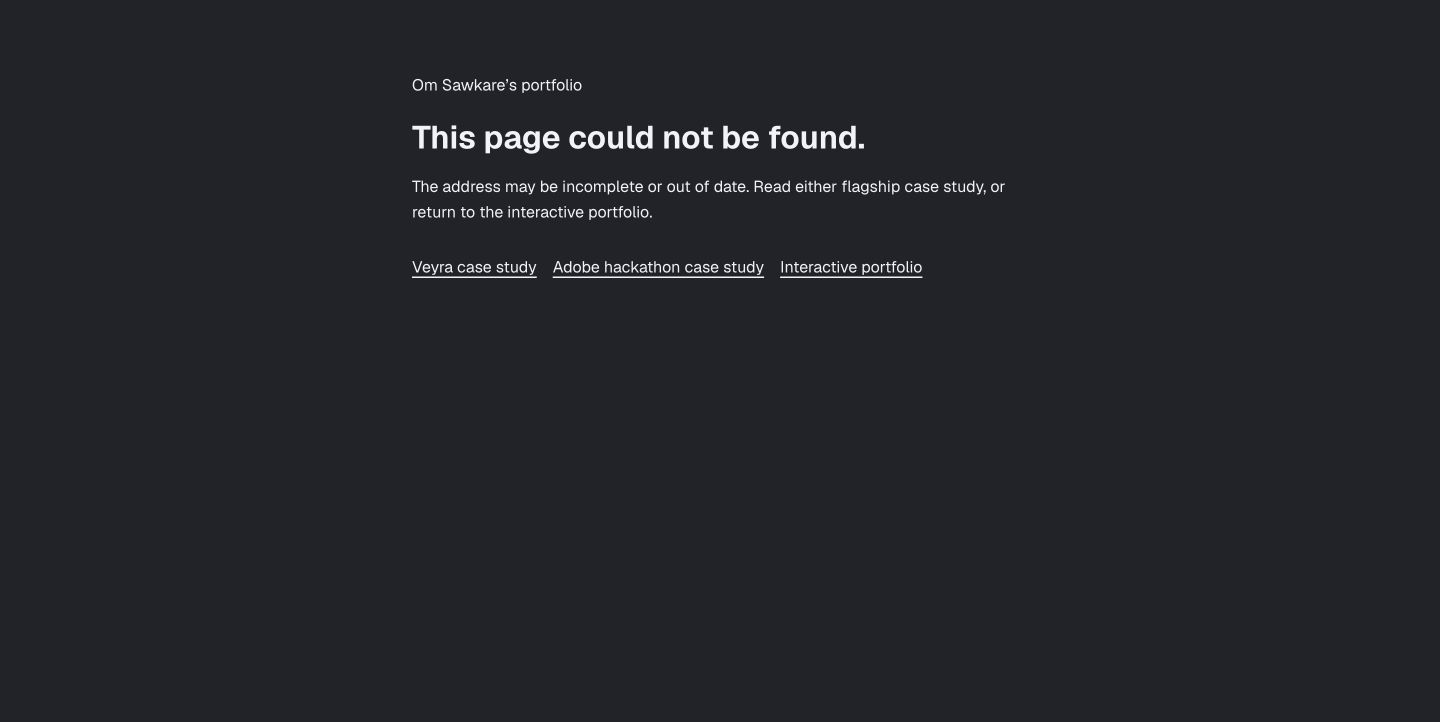 Om Sawkare’s portfolio
This page could not be found.
The address may be incomplete or out of date. Read either flagship case study, or
return to the interactive portfolio.
Veyra case study Adobe hackathon case study Interactive portfolio